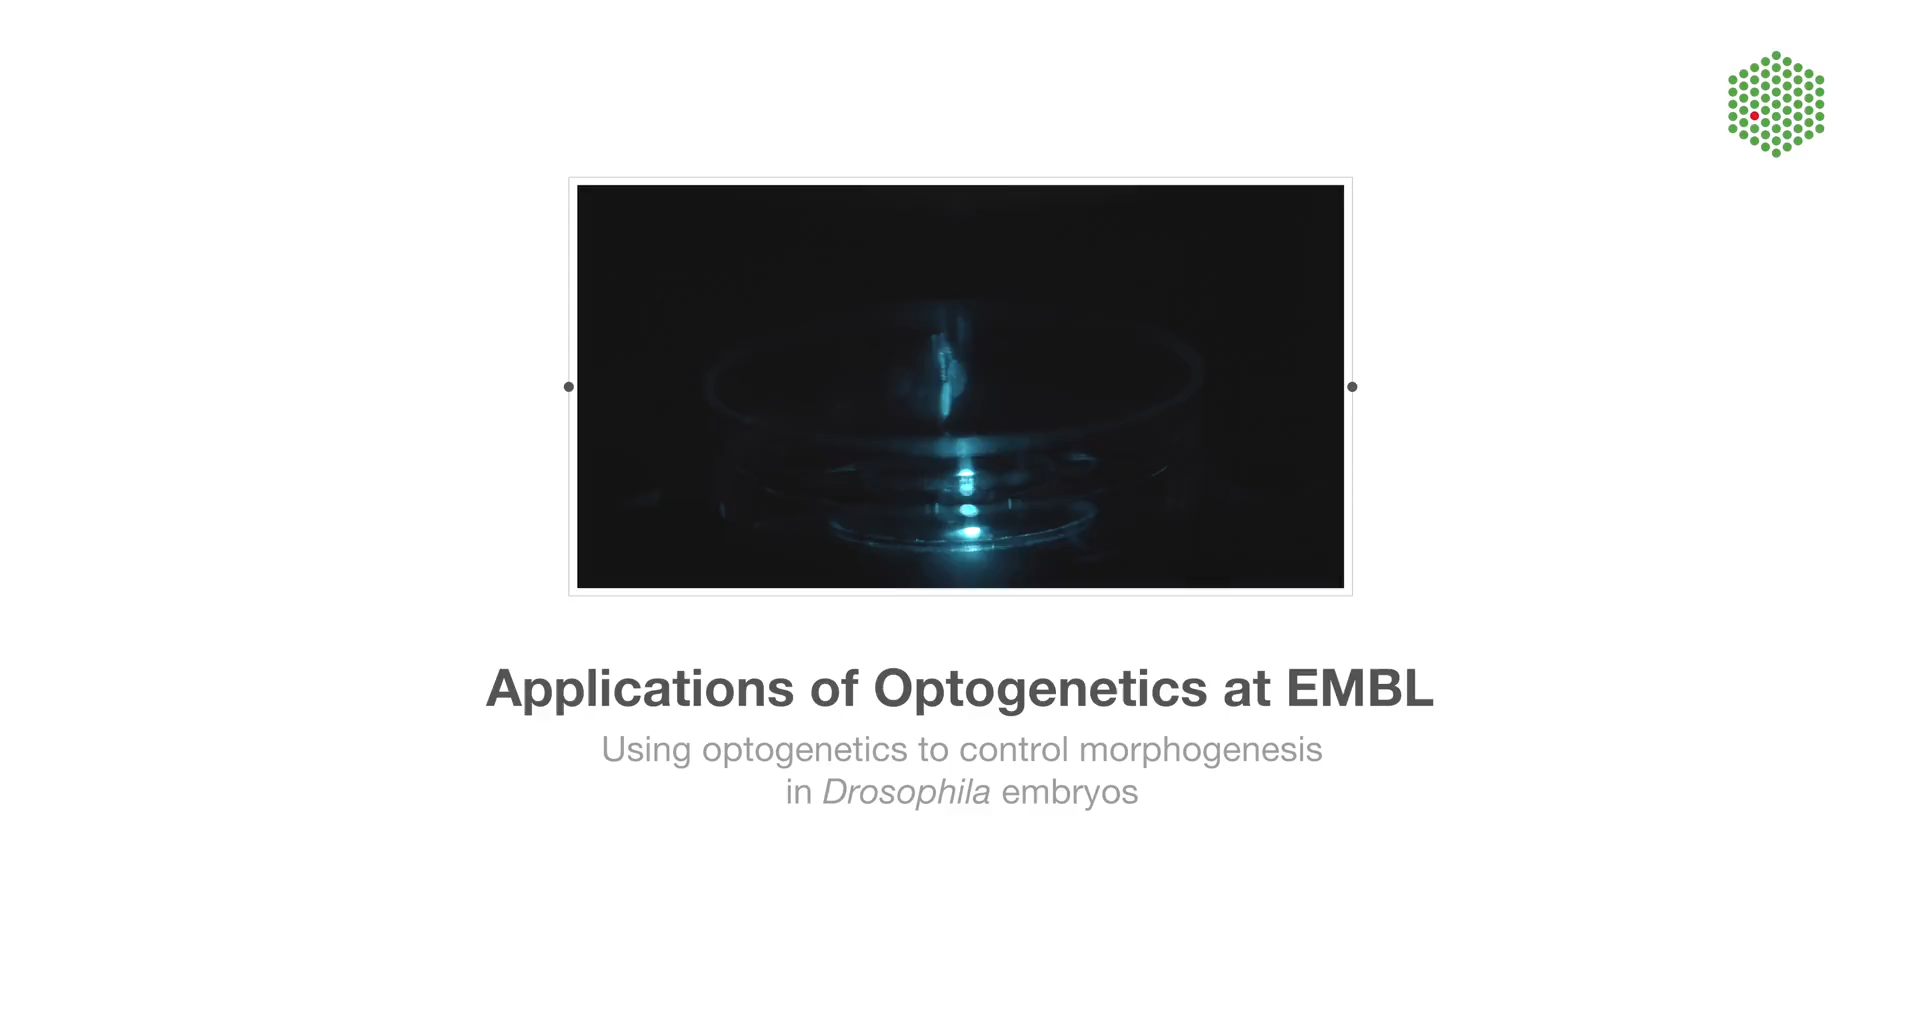 Applications of Optogenetics at EMBL
Using optogenetics to control morphogenesis
in Drosophila embryos